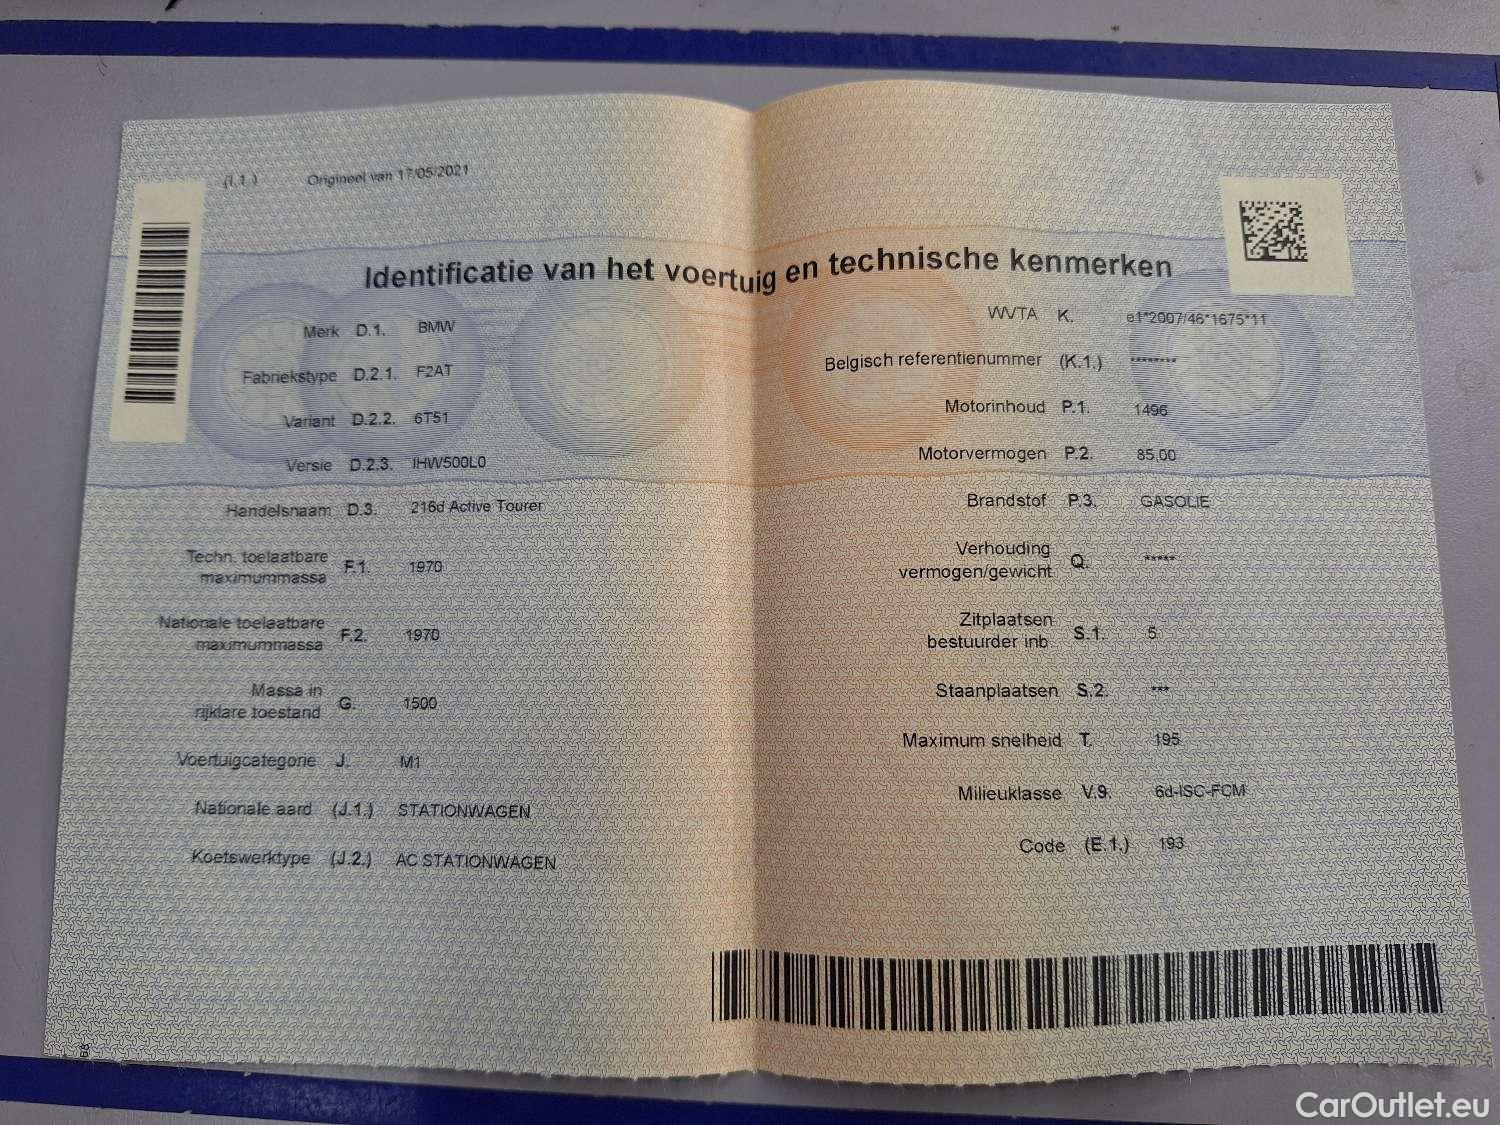 (I.1.) Origineel van 17/05/2021
Identificatie van het voertuig en technische kenmerken
Merk D.1. BMW
Fabriekstype D.2.1. F2AT
Variant D.2.2. 6T51
Versie D.2.3. IHW500L0
Handelsnaam D.3. 216d Active Tourer
Techn. toelaatbare
maximummassa F.1. 1970
Nationale toelaatbare
maximummassa F.2. 1970
Massa in
rijklare toestand G. 1500
Voertuigcategorie J. M1
Nationale aard (J.1.) STATIONWAGEN
Koetswerktype (J.2.) AC STATIONWAGEN
WVTA K. e1*2007/46*1675*11
Belgisch referentienummer (K.1.) ********
Motorinhoud P.1. 1496
Motorvermogen P.2. 85,00
Brandstof P.3. GASOLIE
Verhouding
vermogen/gewicht Q. *****
Zitplaatsen
bestuurder inb. S.1. 5
Staanplaatsen S.2. ***
Maximum snelheid T. 195
Milieuklasse V.9. 6d-ISC-FCM
Code (E.1.) 193
68
CarOutlet.eu